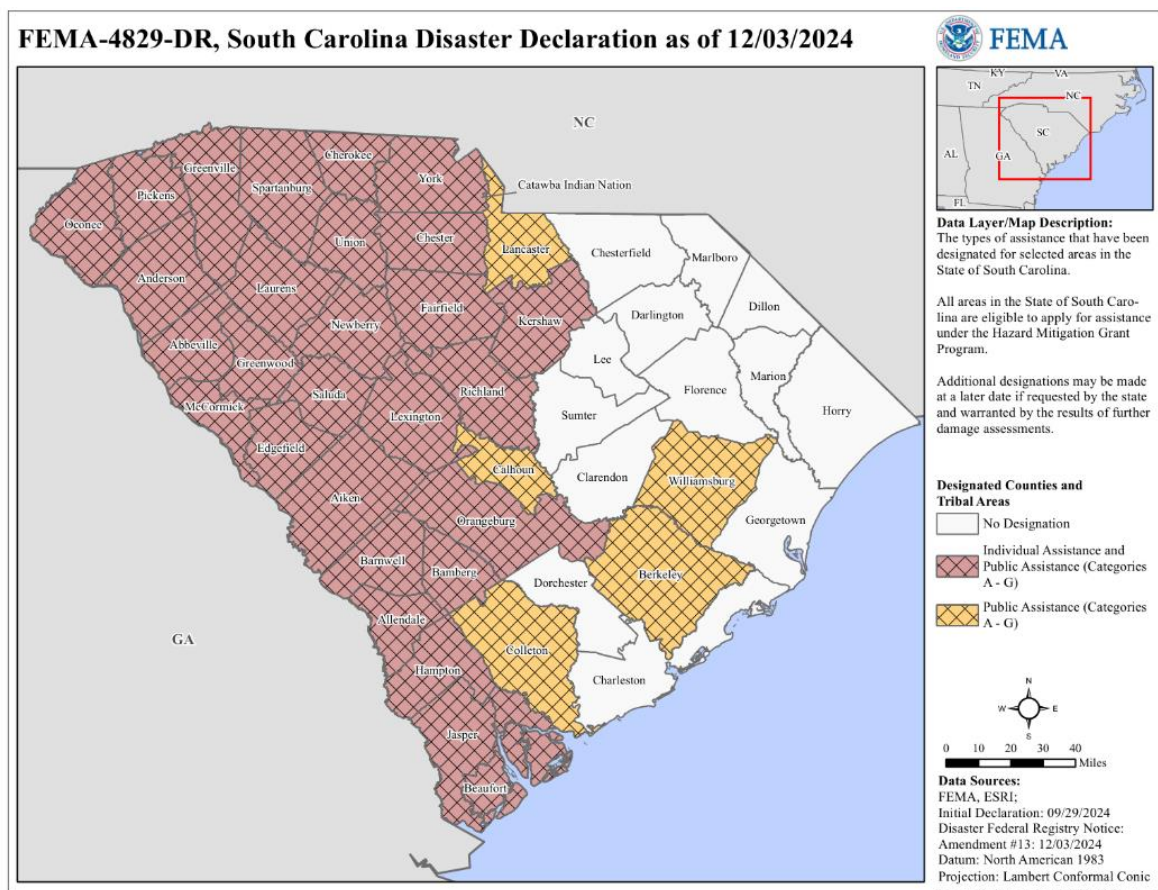 FEMA-4829-DR, South Carolina Disaster Declaration as of 12/03/2024
FEMA
KY
VA
TN
NC
SC
AL
GA
FL
NC
Cherokee
Greenville
York
Spartanburg
Pickens
Catawba Indian Nation
Oconee
Union
Chester
Lancaster
Chesterfield
Marlboro
Anderson
Laurens
Fairfield
Dillon
Newberry
Kershaw
Darlington
Abbeville
Greenwood
Lee
Marion
Saluda
Richland
Florence
McCormick
Lexington
Sumter
Horry
Edgefield
Calhoun
Clarendon
Williamsburg
Aiken
Orangeburg
Georgetown
Barnwell
Bamberg
Dorchester
Berkeley
Allendale
GA
Colleton
Hampton
Charleston
Jasper
Beaufort
Data Layer/Map Description:
The types of assistance that have been
designated for selected areas in the
State of South Carolina.
All areas in the State of South Caro-
lina are eligible to apply for assistance
under the Hazard Mitigation Grant
Program.
Additional designations may be made
at a later date if requested by the state
and warranted by the results of further
damage assessments.
Designated Counties and
Tribal Areas
No Designation
Individual Assistance and
Public Assistance (Categories
A - G)
Public Assistance (Categories
A - G)
N
W
E
S
0 10 20 30 40
Miles
Data Sources:
FEMA, ESRI;
Initial Declaration: 09/29/2024
Disaster Federal Registry Notice:
Amendment #13: 12/03/2024
Datum: North American 1983
Projection: Lambert Conformal Conic